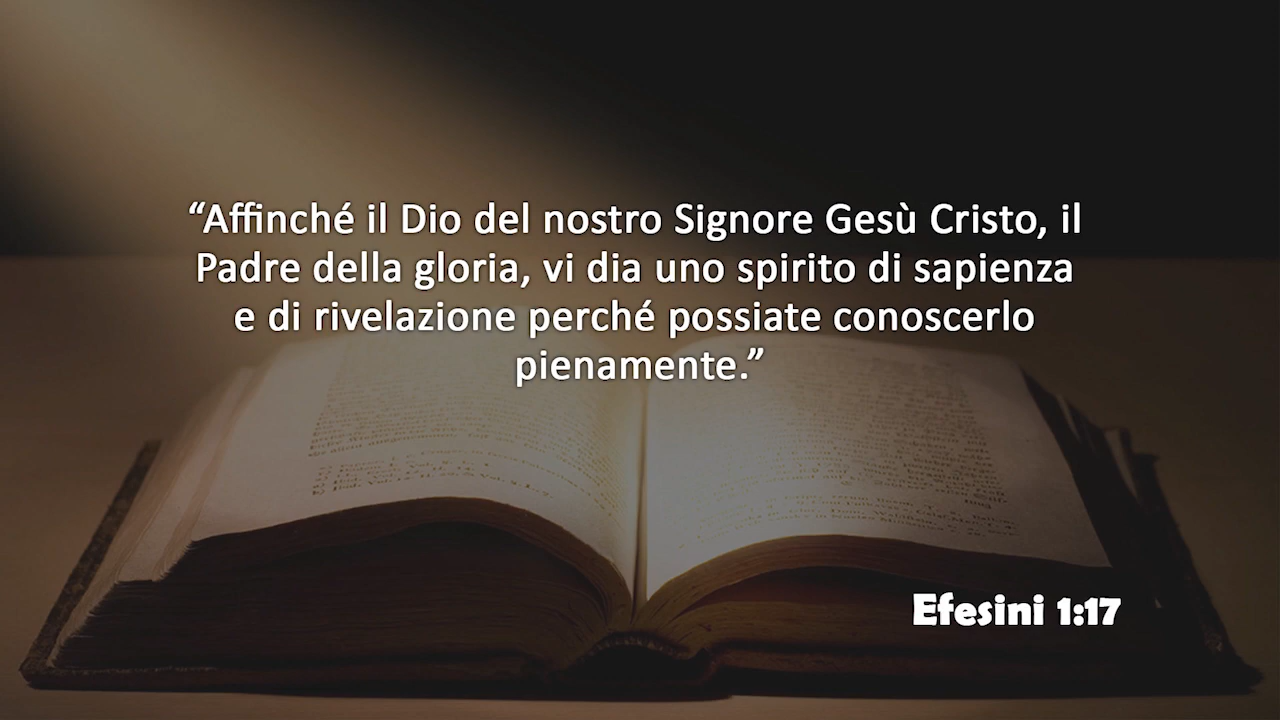 “Affinché il Dio del nostro Signore Gesù Cristo, il
Padre della gloria, vi dia uno spirito di sapienza
e di rivelazione perché possiate conoscerlo
pienamente.”
Efesini 1:17